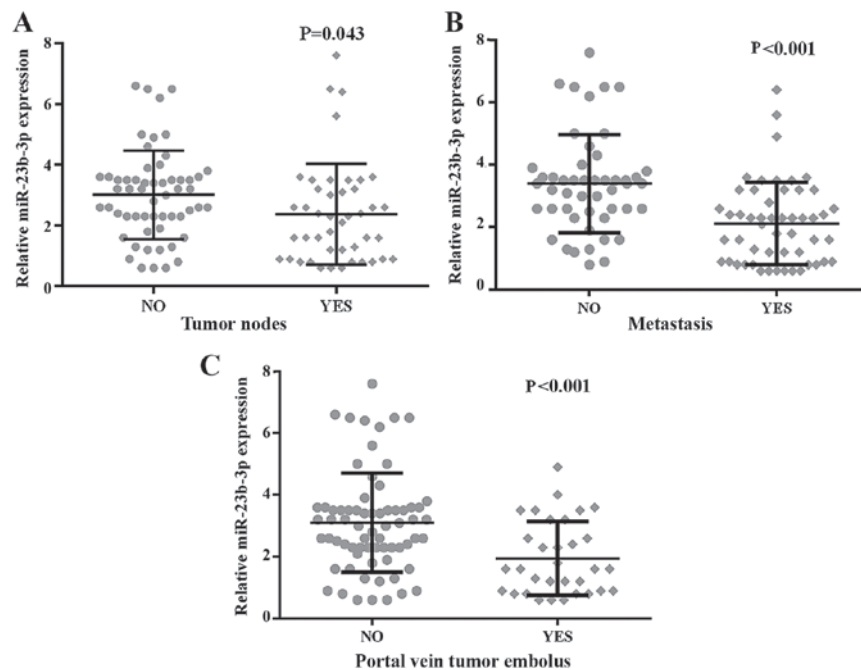 A
P=0.043
Relative miR-23b-3p expression
8
6
4
2
0
NO YES
Tumor nodes
B
P<0.001
Relative miR-23b-3p expression
8
6
4
2
0
NO YES
Metastasis
C
P<0.001
Relative miR-23b-3p expression
8
6
4
2
0
NO YES
Portal vein tumor embolus